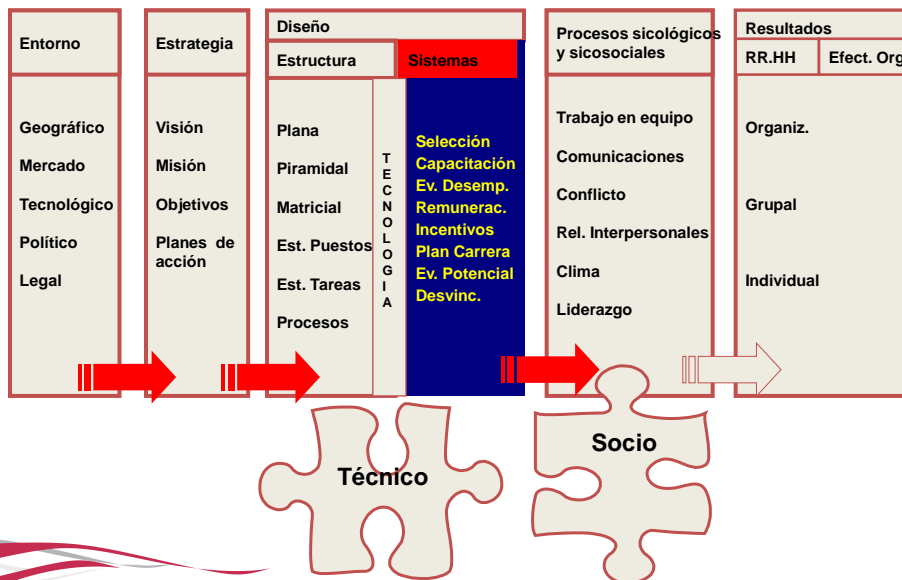 Entorno
Geográfico
Mercado
Tecnológico
Político
Legal
Estrategia
Visión
Misión
Objetivos
Planes de
acción
Diseño
Estructura
Plana
Piramidal
Matricial
Est. Puestos
Est. Tareas
Procesos
TECNOLOGIA
Sistemas
Selección
Capacitación
Ev. Desemp.
Remunerac.
Incentivos
Plan Carrera
Ev. Potencial
Desvinc.
Procesos sicológicos
y sicosociales
Trabajo en equipo
Comunicaciones
Conflicto
Rel. Interpersonales
Clima
Liderazgo
Resultados
RR.HH
Efect. Org
Organiz.
Grupal
Individual
Técnico
Socio